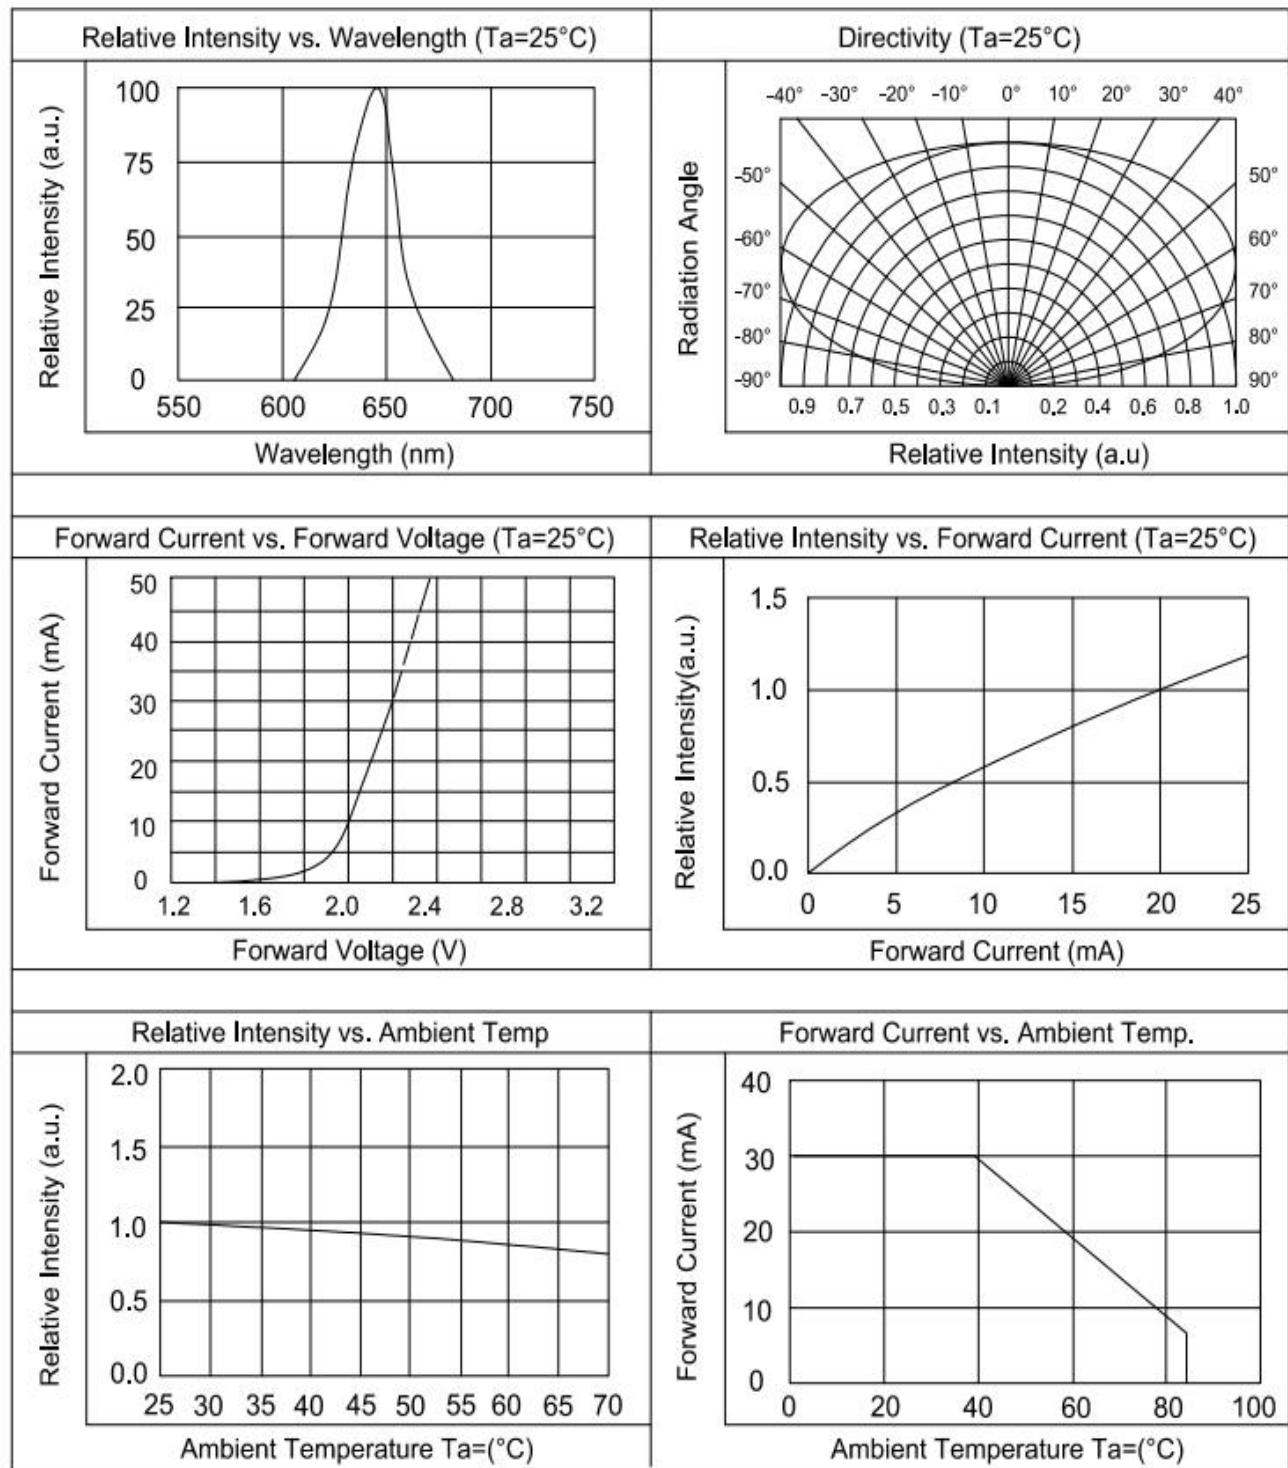 Relative Intensity vs. Wavelength (Ta=25°C)
Relative Intensity (a.u.)
100
75
50
25
0
550 600 650 700 750
Wavelength (nm)
Directivity (Ta=25°C)
Radiation Angle
-40° -30° -20° -10° 0° 10° 20° 30° 40°
-50° 50°
-60° 60°
-70° 70°
-80° 80°
-90° 90°
0.9 0.7 0.5 0.3 0.1 0.2 0.4 0.6 0.8 1.0
Relative Intensity (a.u)
Forward Current vs. Forward Voltage (Ta=25°C)
Forward Current (mA)
50
40
30
20
10
0
1.2 1.6 2.0 2.4 2.8 3.2
Forward Voltage (V)
Relative Intensity vs. Forward Current (Ta=25°C)
Relative Intensity(a.u.)
1.5
1.0
0.5
0.0
0 5 10 15 20 25
Forward Current (mA)
Relative Intensity vs. Ambient Temp
Relative Intensity (a.u.)
2.0
1.5
1.0
0.5
0.0
25 30 35 40 45 50 55 60 65 70
Ambient Temperature Ta=(°C)
Forward Current vs. Ambient Temp.
Forward Current (mA)
40
30
20
10
0
0 20 40 60 80 100
Ambient Temperature Ta=(°C)